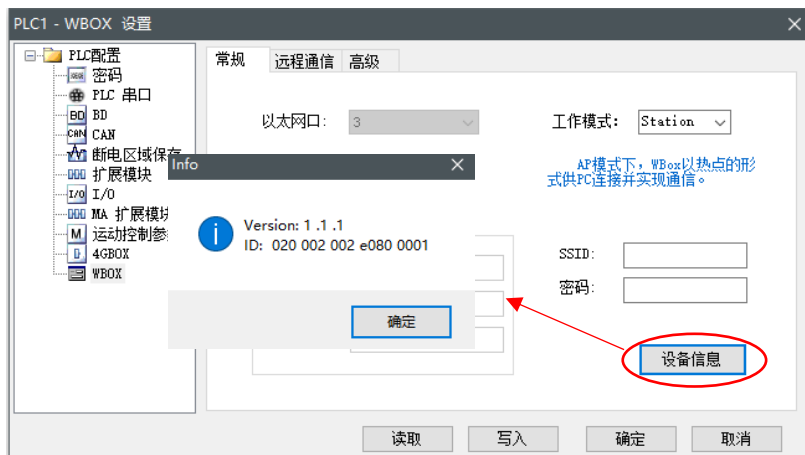 PLC1 - WBOX 设置
PLC配置
密码
PLC 串口
BD BD
CAN CAN
断电区域保存
扩展模块
I/O I/O
MA 扩展模块
M 运动控制参
4GBOX
WBOX
常规 远程通信 高级
以太网口: 3
工作模式: Station
AP模式下，WBox以热点的形
式供PC连接并实现通信。
Info
Version: 1 .1 .1
ID: 020 002 002 e080 0001
确定
SSID:
密码:
设备信息
读取 写入 确定 取消